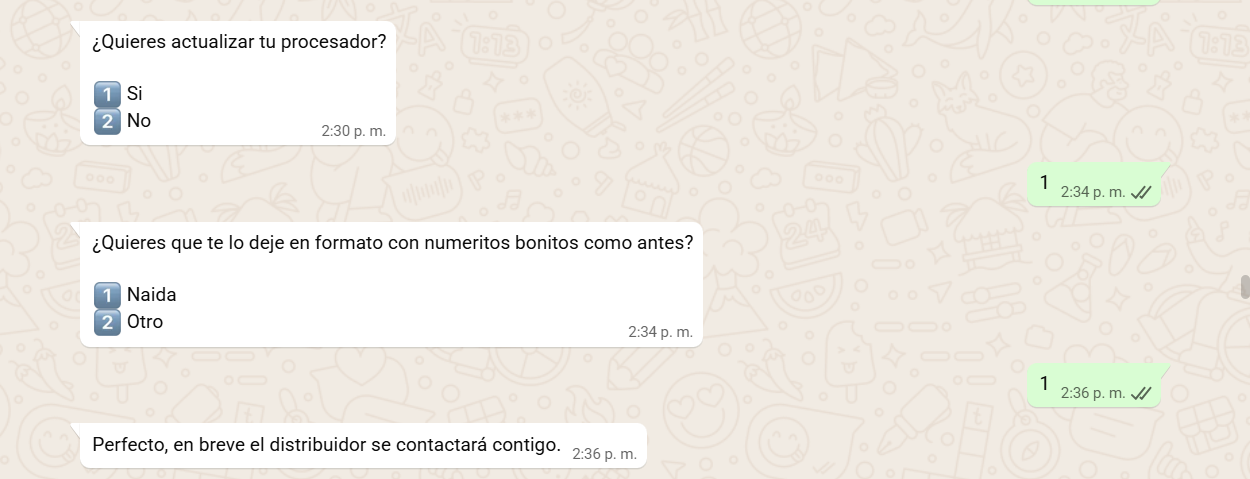 ¿Quieres actualizar tu procesador?
1️⃣ Si
2️⃣ No
2:30 p. m.
1 2:34 p. m.
¿Quieres que te lo deje en formato con numeritos bonitos como antes?
1️⃣ Naida
2️⃣ Otro
2:34 p. m.
1 2:36 p. m.
Perfecto, en breve el distribuidor se contactará contigo. 2:36 p. m.